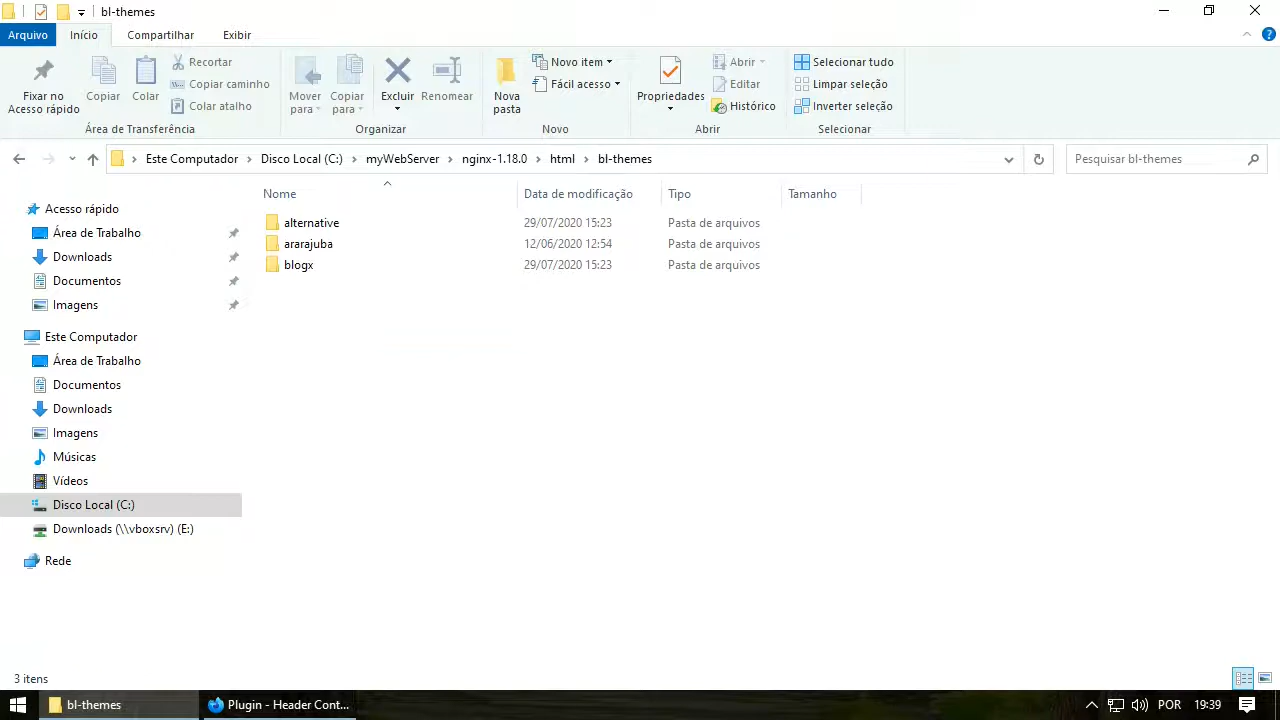 bl-themes
Arquivo Início Compartilhar Exibir
Fixar no Acesso rápido
Copiar
Colar
Recortar
Copiar caminho
Colar atalho
Área de Transferência
Mover para
Copiar para
Excluir
Renomear
Organizar
Nova pasta
Novo item
Fácil acesso
Novo
Propriedades
Abrir
Editar
Histórico
Abrir
Selecionar tudo
Limpar seleção
Inverter seleção
Selecionar
Este Computador > Disco Local (C:) > myWebServer > nginx-1.18.0 > html > bl-themes
Pesquisar bl-themes
Acesso rápido
Área de Trabalho
Downloads
Documentos
Imagens
Este Computador
Área de Trabalho
Documentos
Downloads
Imagens
Músicas
Vídeos
Disco Local (C:)
Downloads (\\vboxsrv) (E:)
Rede
Nome Data de modificação Tipo Tamanho
alternative 29/07/2020 15:23 Pasta de arquivos
ararajuba 12/06/2020 12:54 Pasta de arquivos
blogx 29/07/2020 15:23 Pasta de arquivos
3 itens
bl-themes
Plugin - Header Cont...
POR 19:39